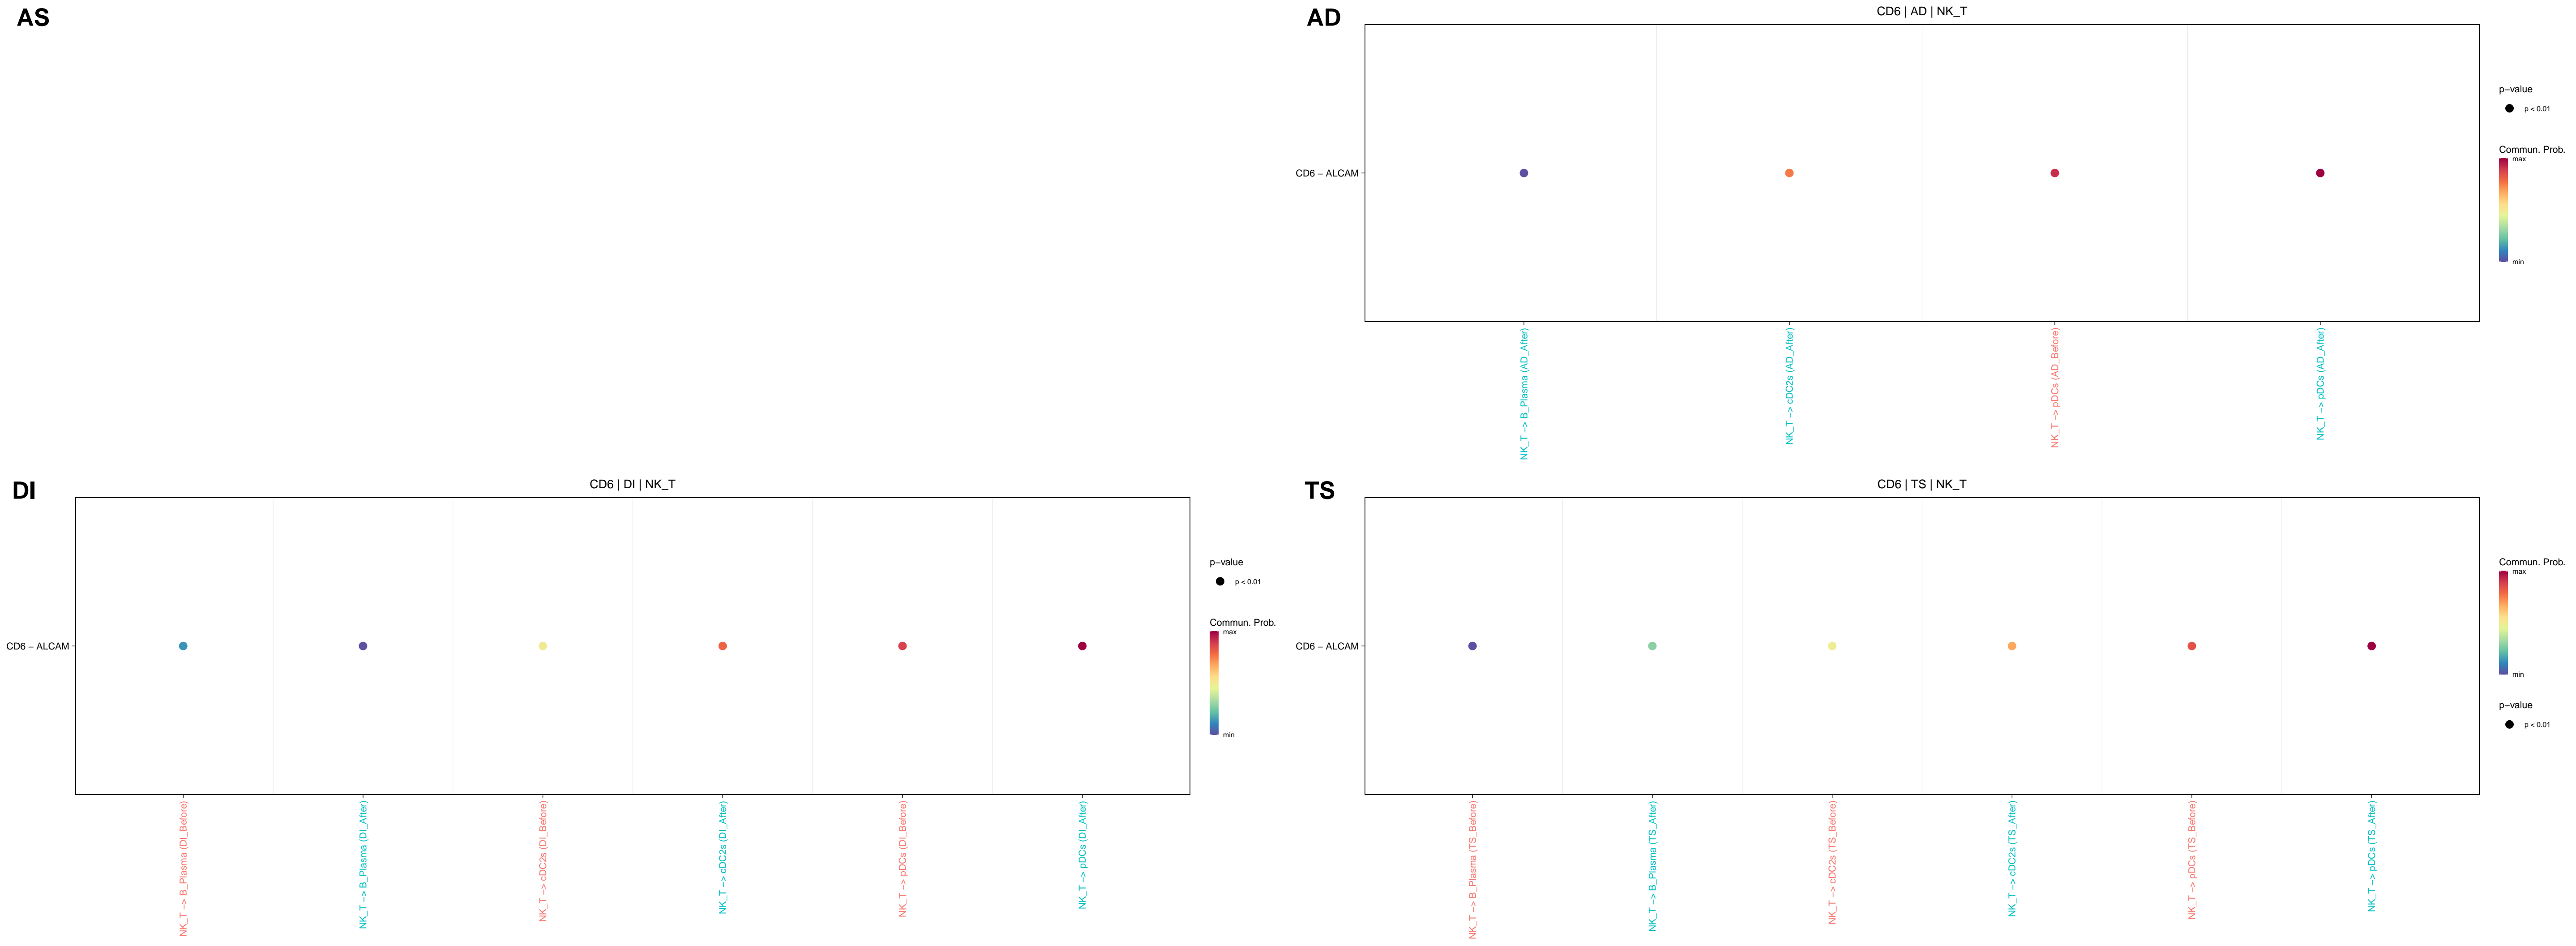 AS
AD
CD6 | AD | NK_T
CD6 − ALCAM
p−value
p < 0.01
Commun. Prob.
max
min
NK_T −> B_Plasma (AD_After)
NK_T −> cDC2s (AD_After)
NK_T −> pDCs (AD_Before)
NK_T −> pDCs (AD_After)
DI
CD6 | DI | NK_T
CD6 − ALCAM
p−value
p < 0.01
Commun. Prob.
max
min
NK_T −> B_Plasma (DI_Before)
NK_T −> B_Plasma (DI_After)
NK_T −> cDC2s (DI_Before)
NK_T −> cDC2s (DI_After)
NK_T −> pDCs (DI_Before)
NK_T −> pDCs (DI_After)
TS
CD6 | TS | NK_T
CD6 − ALCAM
Commun. Prob.
max
min
p−value
p < 0.01
NK_T −> B_Plasma (TS_Before)
NK_T −> B_Plasma (TS_After)
NK_T −> cDC2s (TS_Before)
NK_T −> cDC2s (TS_After)
NK_T −> pDCs (TS_Before)
NK_T −> pDCs (TS_After)